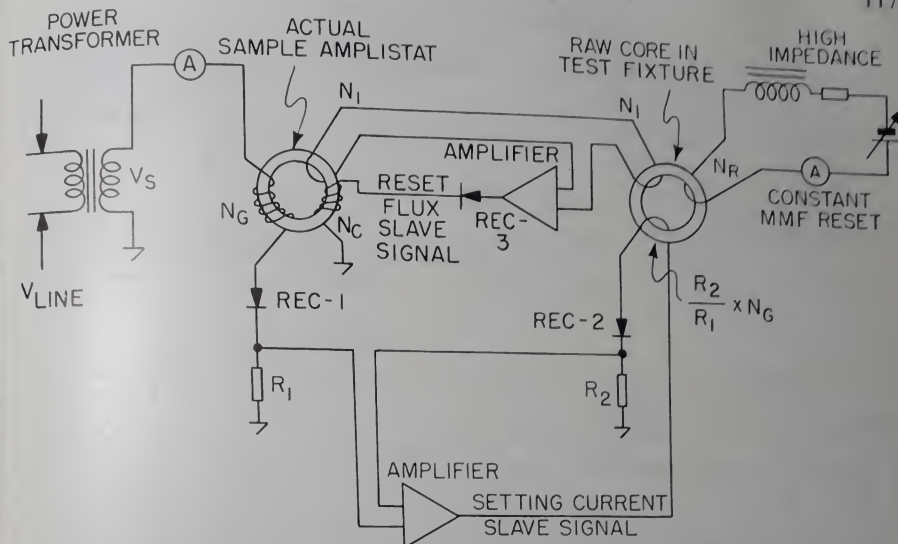 117
POWER
TRANSFORMER
A
ACTUAL
SAMPLE AMPLISTAT
RAW CORE IN
TEST FIXTURE
HIGH
IMPEDANCE
N1
N1
AMPLIFIER
VS
NG
NC
RESET
FLUX
SLAVE
SIGNAL
REC-
3
NR
A
CONSTANT
MMF RESET
VLINE
REC-1
REC-2
R2
R1
× NG
R1
R2
AMPLIFIER
SETTING CURRENT
SLAVE SIGNAL